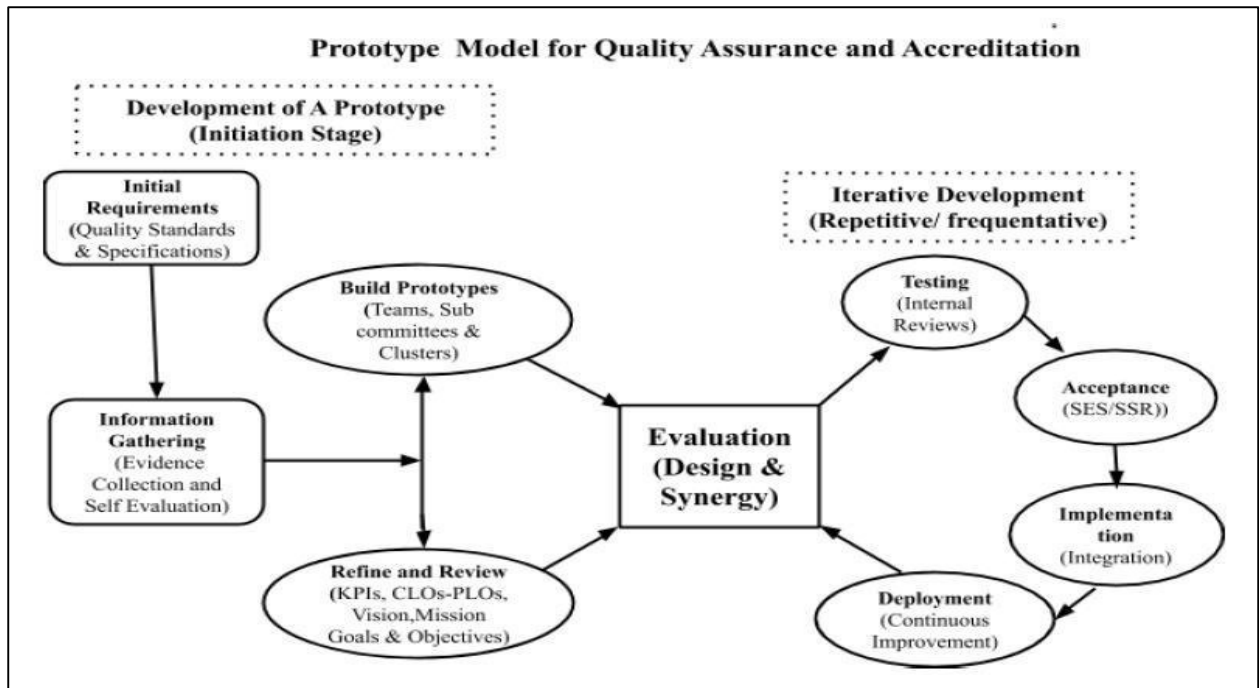 Prototype Model for Quality Assurance and Accreditation
Development of A Prototype
(Initiation Stage)
Initial
Requirements
(Quality Standards
& Specifications)
Information
Gathering
(Evidence
Collection and
Self Evaluation)
Build Prototypes
(Teams, Sub
committees &
Clusters)
Refine and Review
(KPIs, CLOs-PLOs,
Vision,Mission
Goals & Objectives)
Evaluation
(Design &
Synergy)
Iterative Development
(Repetitive/ frequentative)
Testing
(Internal
Reviews)
Acceptance
(SES/SSR))
Implementa
tion
(Integration)
Deployment
(Continuous
Improvement)